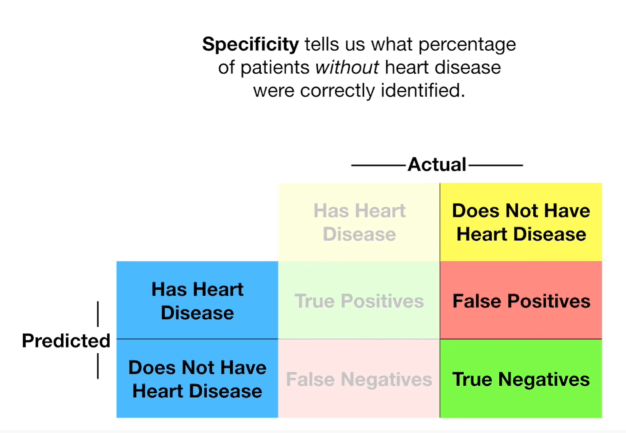 Specificity tells us what percentage
of patients without heart disease
were correctly identified.
Actual
Has Heart
Disease
Does Not Have
Heart Disease
Has Heart
Disease
True Positives
False Positives
Predicted
Does Not Have
Heart Disease
False Negatives
True Negatives